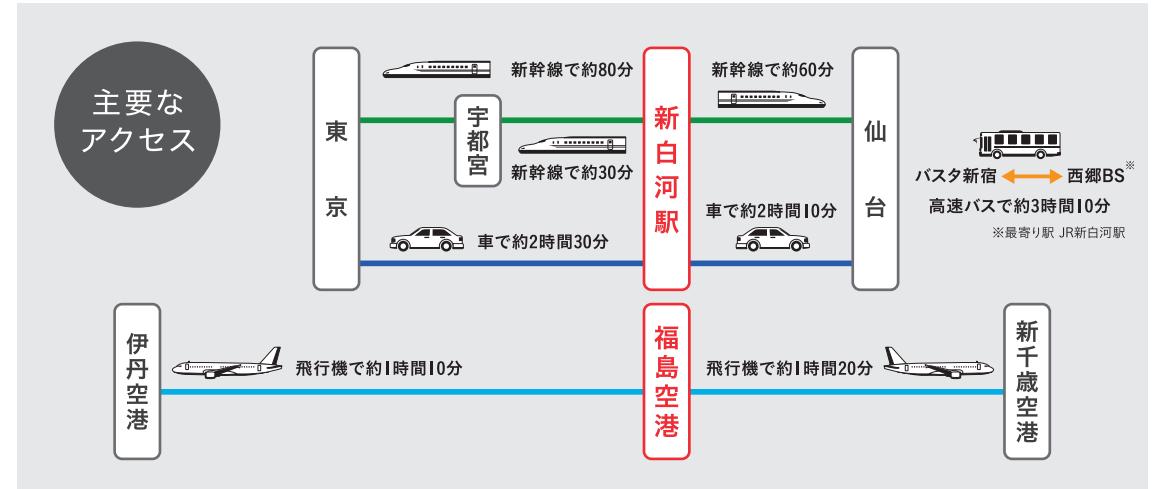 主要な
アクセス
東京
新幹線で約80分
宇都宮
新幹線で約30分
車で約2時間30分
新白河駅
新幹線で約60分
車で約2時間10分
仙台
バスタ新宿 西郷BS※
高速バスで約3時間10分
※最寄り駅 JR新白河駅
伊丹空港
飛行機で約1時間10分
福島空港
飛行機で約1時間20分
新千歳空港